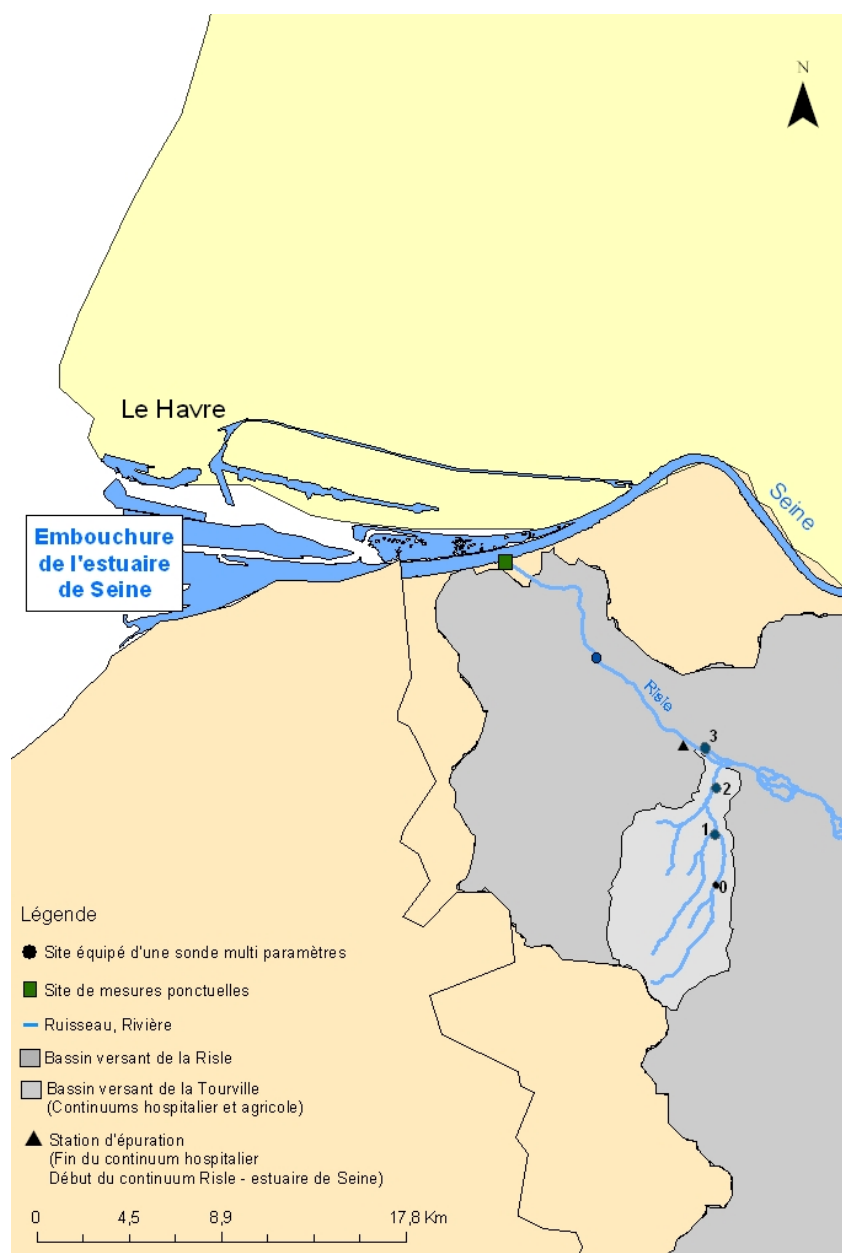 N
Le Havre
Seine
Embouchure
de l'estuaire
de Seine
Risle
3
2
1
0
Légende
Site équipé d'une sonde multi paramètres
Site de mesures ponctuelles
Ruisseau, Rivière
Bassin versant de la Risle
Bassin versant de la Tourville
(Continuums hospitalier et agricole)
Station d'épuration
(Fin du continuum hospitalier
Début du continuum Risle - estuaire de Seine)
0 4,5 8,9 17,8 Km